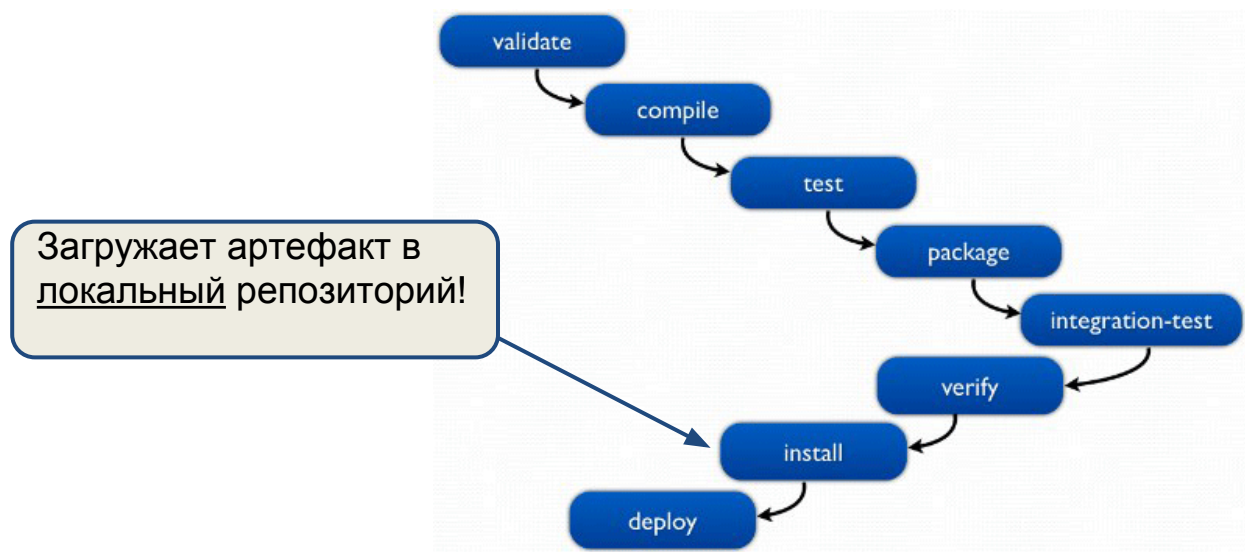 validate
compile
test
package
integration-test
verify
install
deploy
Загружает артефакт в
локальный репозиторий!